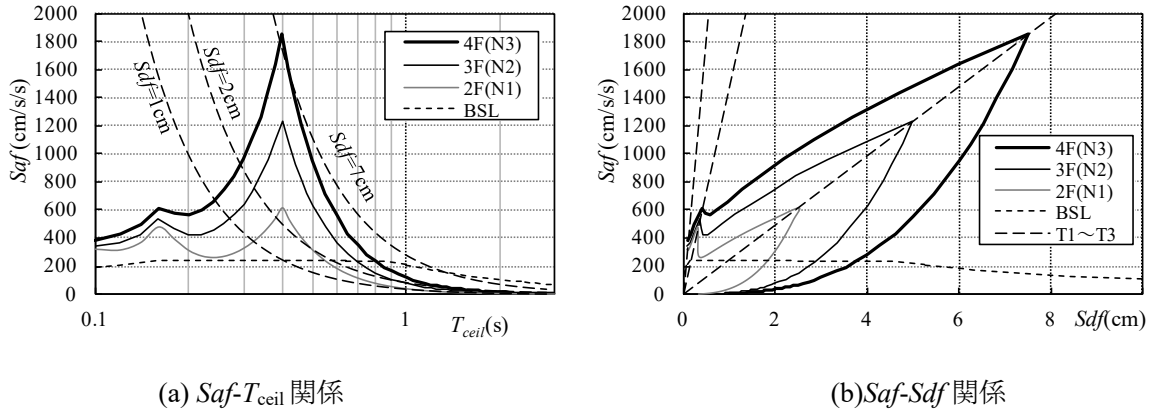 2000
1800
1600
1400
1200
1000
800
600
400
200
0
Saf (cm/s/s)
Sdf=1cm
Sdf=2cm
Sdf=7cm
4F(N3)
3F(N2)
2F(N1)
BSL
0.1
1
Tceil(s)
(a) Saf-Tceil 関係
2000
1800
1600
1400
1200
1000
800
600
400
200
0
Saf (cm/s/s)
4F(N3)
3F(N2)
2F(N1)
BSL
T1～T3
0
2
4
6
8
Sdf(cm)
(b)Saf-Sdf 関係